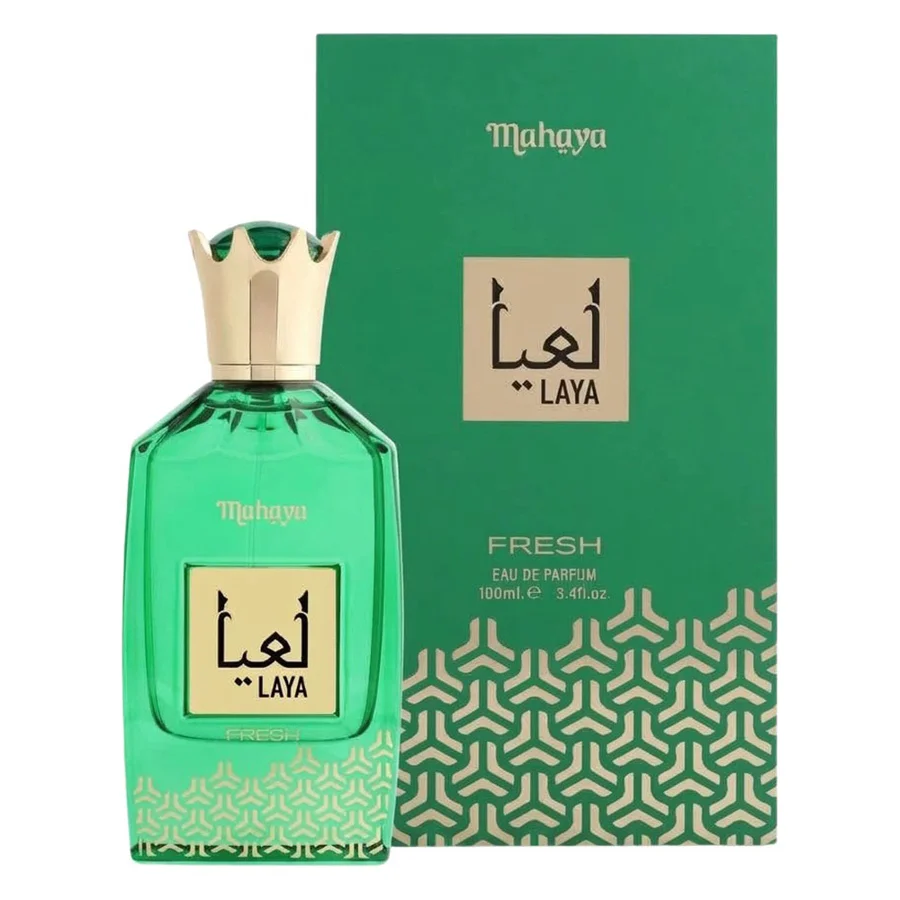 Mahaya
لعيا
LAYA
FRESH
EAU DE PARFUM
100ml. e 3.4fl.oz.
Mahaya
لعيا
LAYA
FRESH